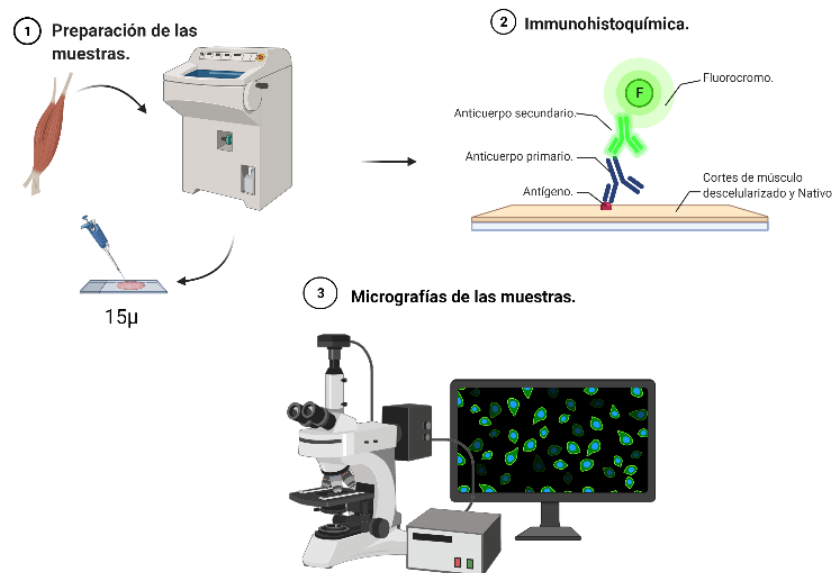 1 Preparación de las
muestras.
15µ
2 Immunohistoquímica.
F
Fluorocromo.
Anticuerpo secundario.
Anticuerpo primario.
Antígeno.
Cortes de músculo
descelularizado y Nativo
3 Micrografías de las muestras.